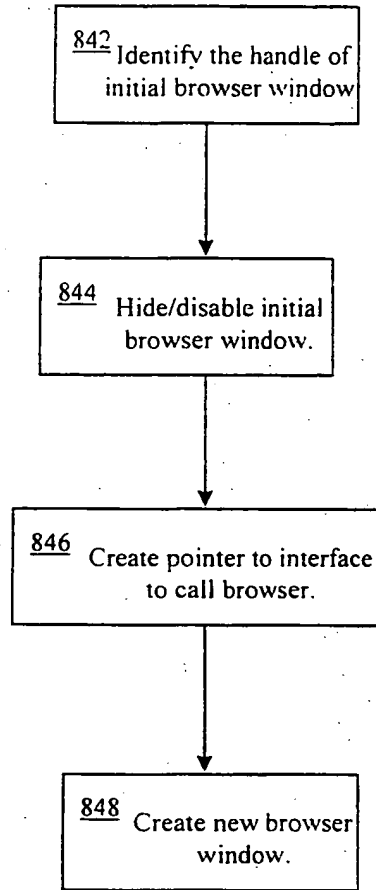 842 Identify the handle of
initial browser window
844 Hide/disable initial
browser window.
846 Create pointer to interface
to call browser.
848 Create new browser
window.